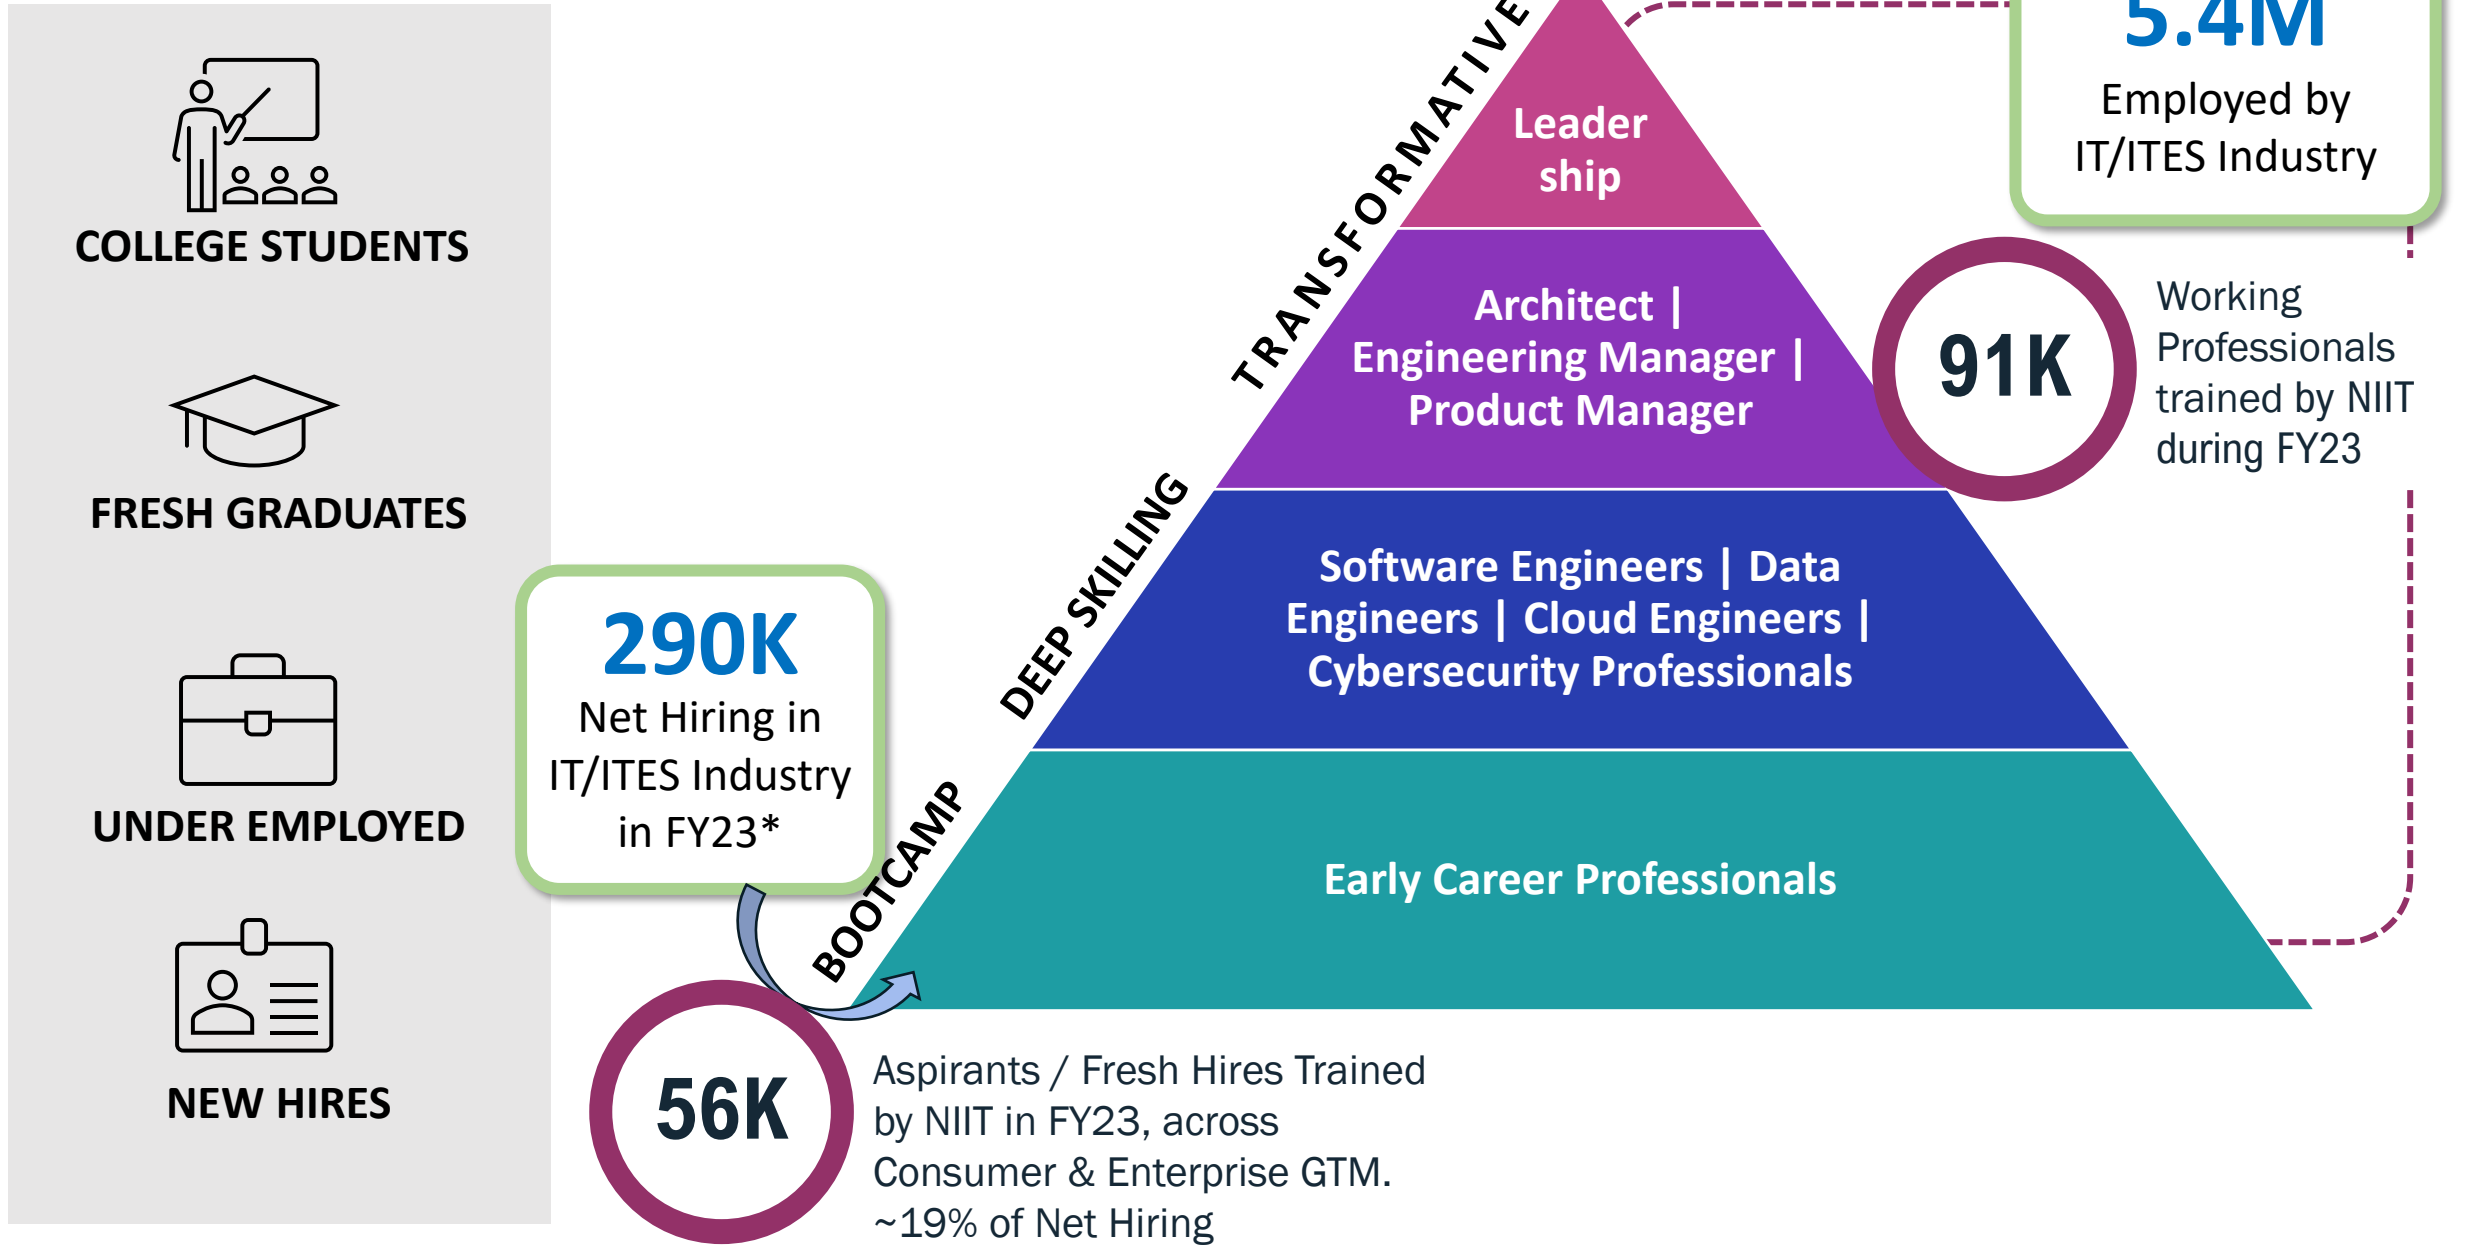 COLLEGE STUDENTS
FRESH GRADUATES
UNDER EMPLOYED
NEW HIRES
290K
Net Hiring in
IT/ITES Industry
in FY23*
56K
Aspirants / Fresh Hires Trained
by NIIT in FY23, across
Consumer & Enterprise GTM.
~19% of Net Hiring
TRANSFORMATIVE
DEEP SKILLING
BOOTCAMP
Leader
ship
Architect |
Engineering Manager |
Product Manager
Software Engineers | Data
Engineers | Cloud Engineers |
Cybersecurity Professionals
Early Career Professionals
5.4M
Employed by
IT/ITES Industry
91K
Working
Professionals
trained by NIIT
during FY23